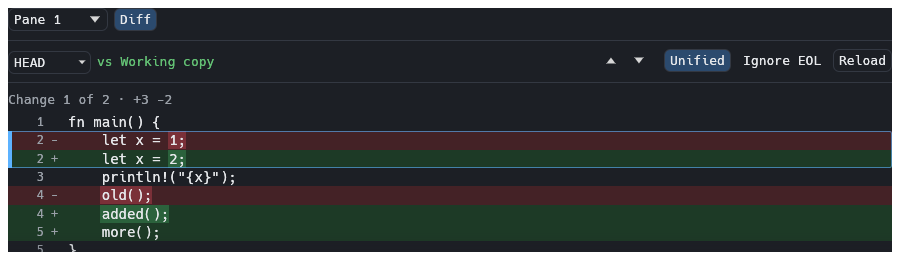 Pane 1 Diff
HEAD vs Working copy Unified Ignore EOL Reload
Change 1 of 2 · +3 -2
1 fn main() {
2 - let x = 1;
2 + let x = 2;
3 println!("{x}");
4 - old();
4 + added();
5 + more();
5 }